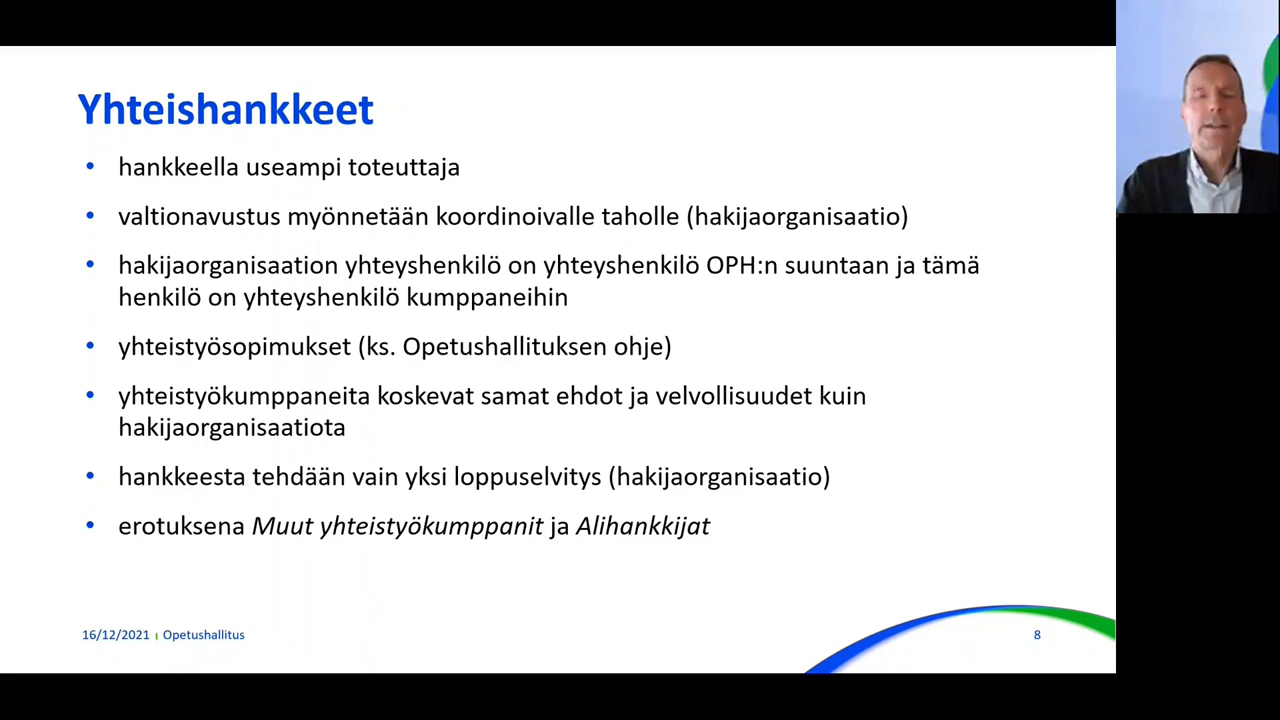 Yhteishankkeet
• hankkeella useampi toteuttaja
• valtionavustus myönnetään koordinoivalle taholle (hakijaorganisaatio)
• hakijaorganisaation yhteyshenkilö on yhteyshenkilö OPH:n suuntaan ja tämä
henkilö on yhteyshenkilö kumppaneihin
• yhteistyösopimukset (ks. Opetushallituksen ohje)
• yhteistyökumppaneita koskevat samat ehdot ja velvollisuudet kuin
hakijaorganisaatiota
• hankkeesta tehdään vain yksi loppuselvitys (hakijaorganisaatio)
• erotuksena Muut yhteistyökumppanit ja Alihankkijat
16/12/2021 | Opetushallitus
8